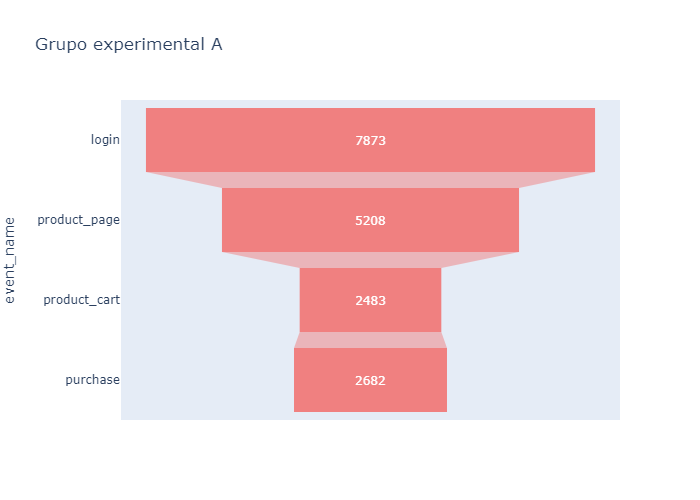 Grupo experimental A
event_name
login
7873
product_page
5208
product_cart
2483
purchase
2682